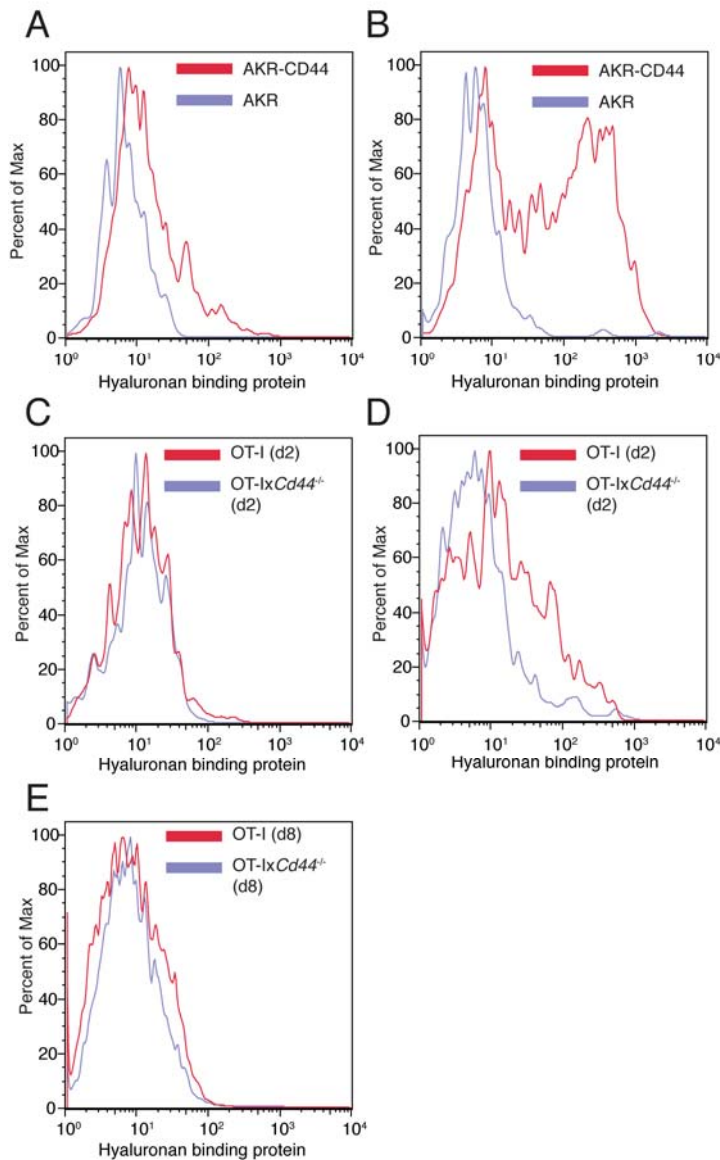 A
AKR-CD44
AKR
Percent of Max
100
80
60
40
20
0
10⁰ 10¹ 10² 10³ 10⁴
Hyaluronan binding protein
B
AKR-CD44
AKR
Percent of Max
100
80
60
40
20
0
10⁰ 10¹ 10² 10³ 10⁴
Hyaluronan binding protein
C
OT-I (d2)
OT-IxCd44⁻/⁻
(d2)
Percent of Max
100
80
60
40
20
0
10⁰ 10¹ 10² 10³ 10⁴
Hyaluronan binding protein
D
OT-I (d2)
OT-IxCd44⁻/⁻
(d2)
Percent of Max
100
80
60
40
20
0
10⁰ 10¹ 10² 10³ 10⁴
Hyaluronan binding protein
E
OT-I (d8)
OT-IxCd44⁻/⁻
(d8)
Percent of Max
100
80
60
40
20
0
10⁰ 10¹ 10² 10³ 10⁴
Hyaluronan binding protein